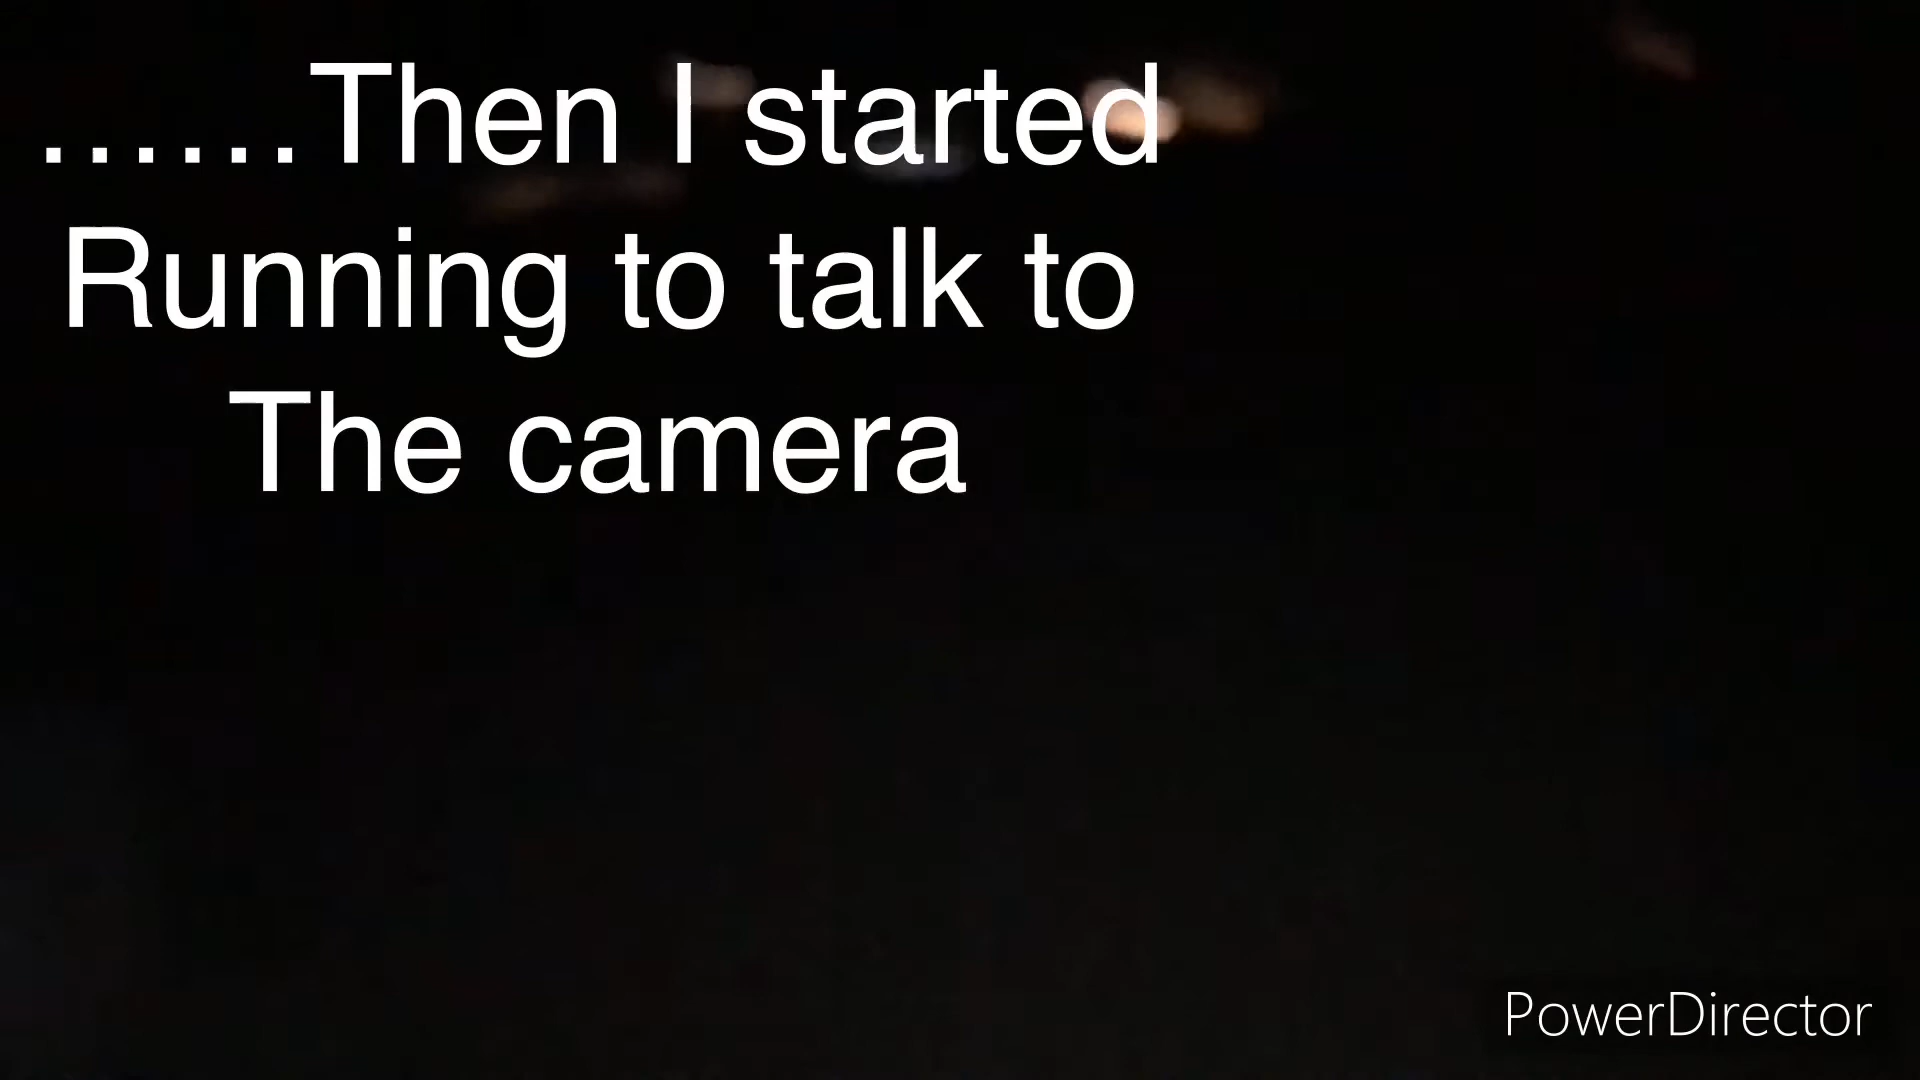 ......Then I started
Running to talk to
The camera
PowerDirector